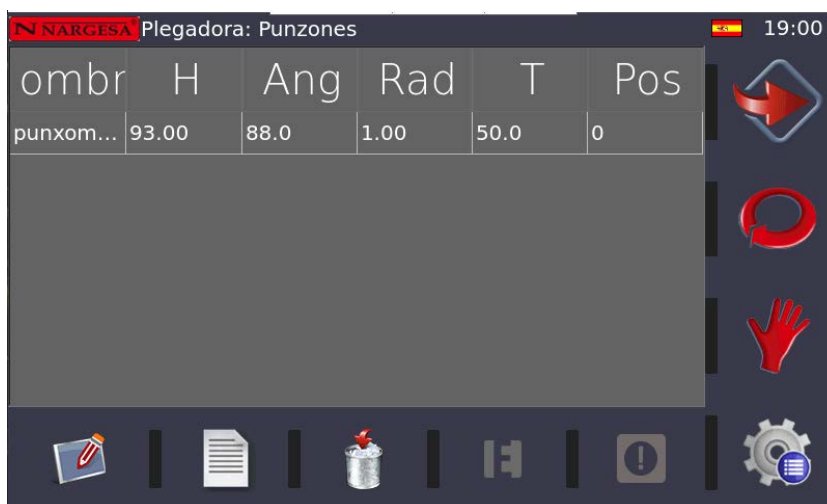 NARGESA Plegadora: Punzones 19:00
ombr H Ang Rad T Pos
punxom... 93.00 88.0 1.00 50.0 0